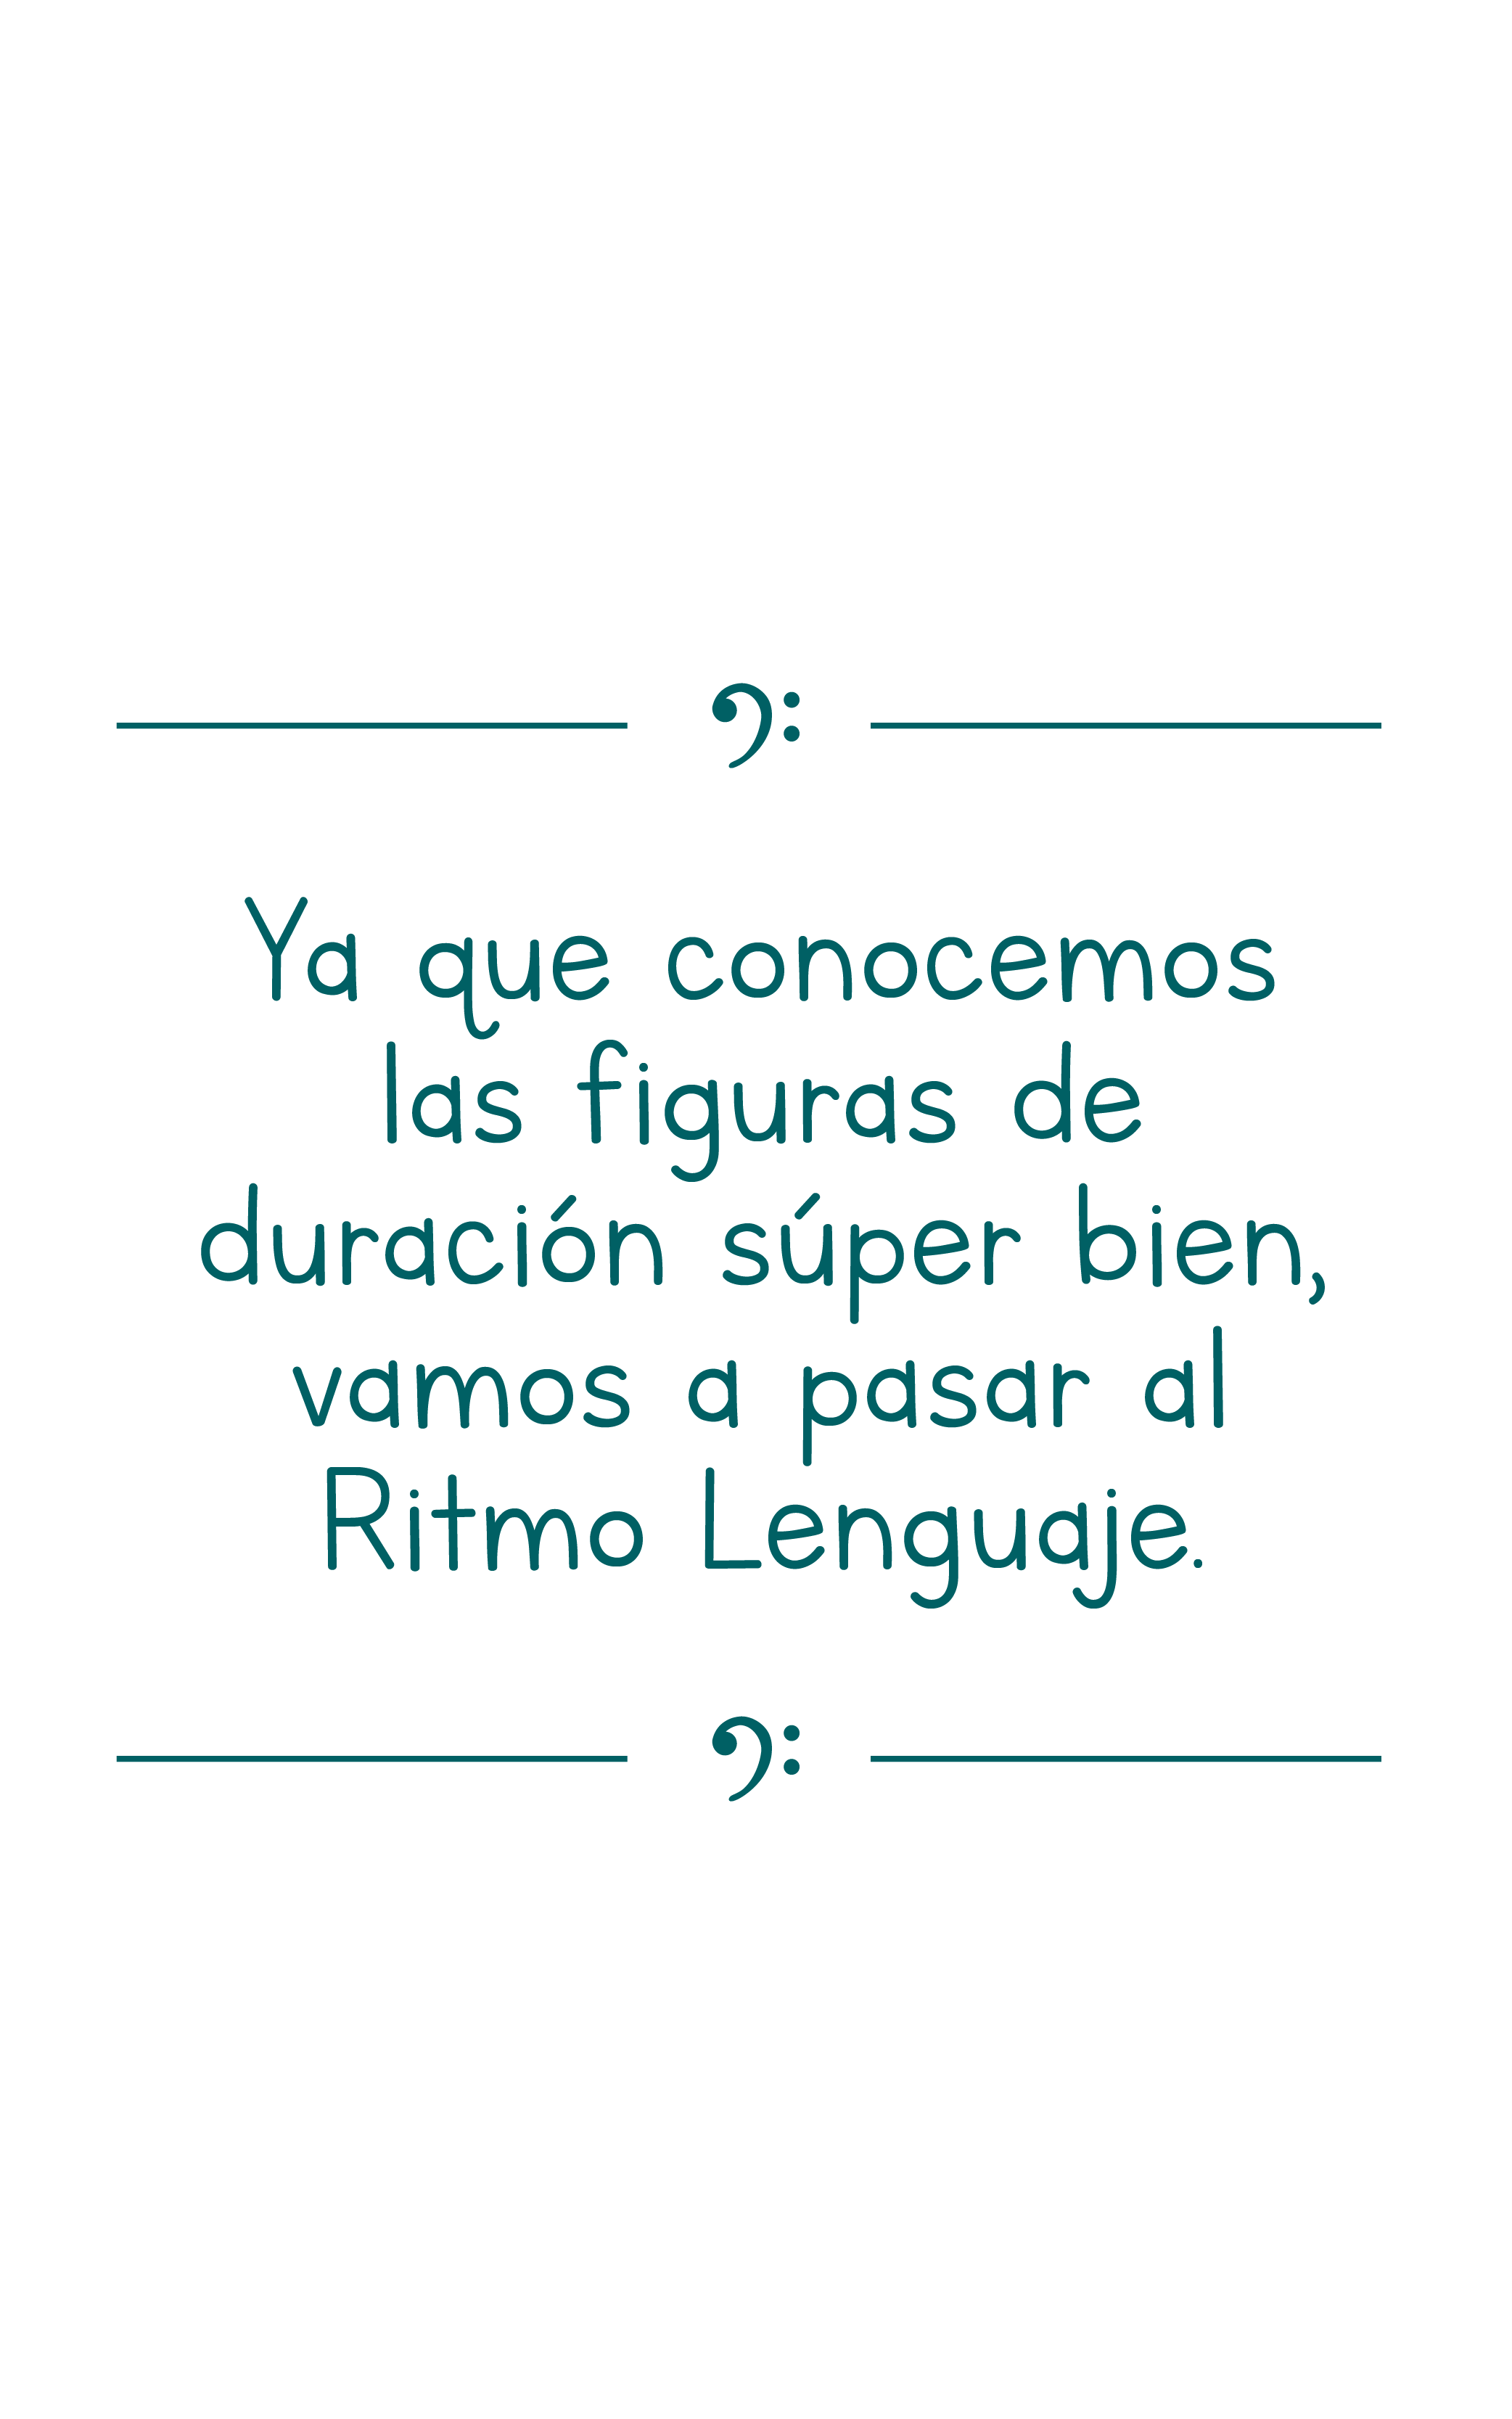 Ya que conocemos
las figuras de
duración súper bien,
vamos a pasar al
Ritmo Lenguaje.